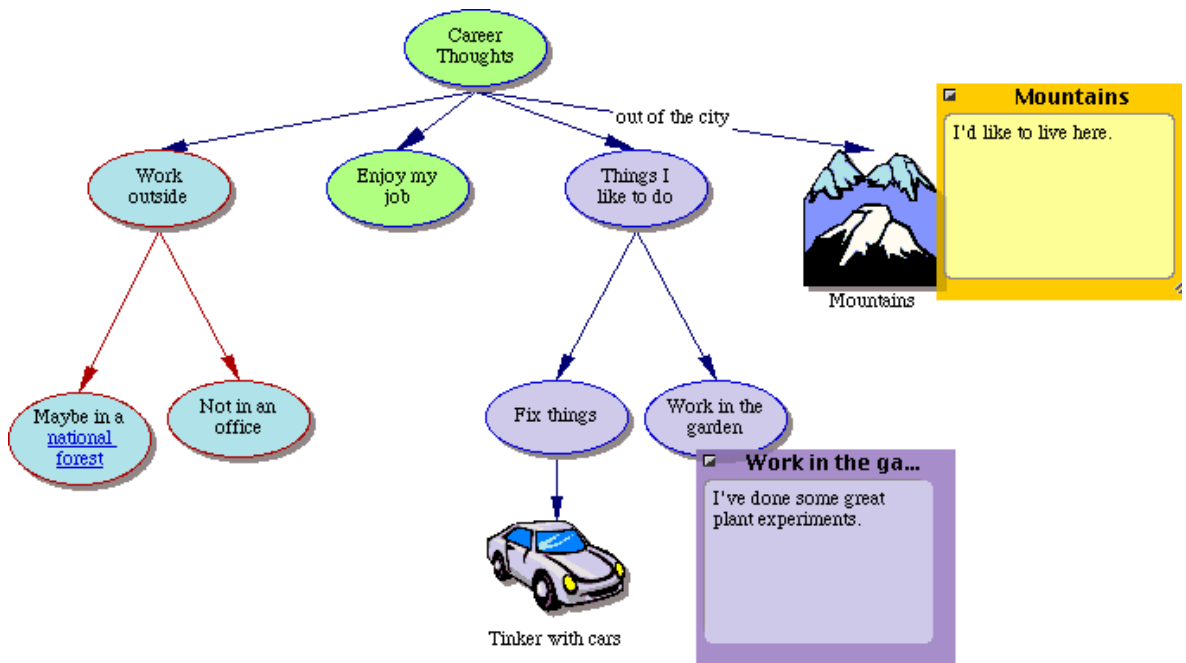 Career
Thoughts
out of the city
Mountains
I'd like to live here.
Work
outside
Enjoy my
job
Things I
like to do
Mountains
Maybe in a
national
forest
Not in an
office
Fix things
Work in the
garden
Work in the ga...
I've done some great
plant experiments.
Tinker with cars